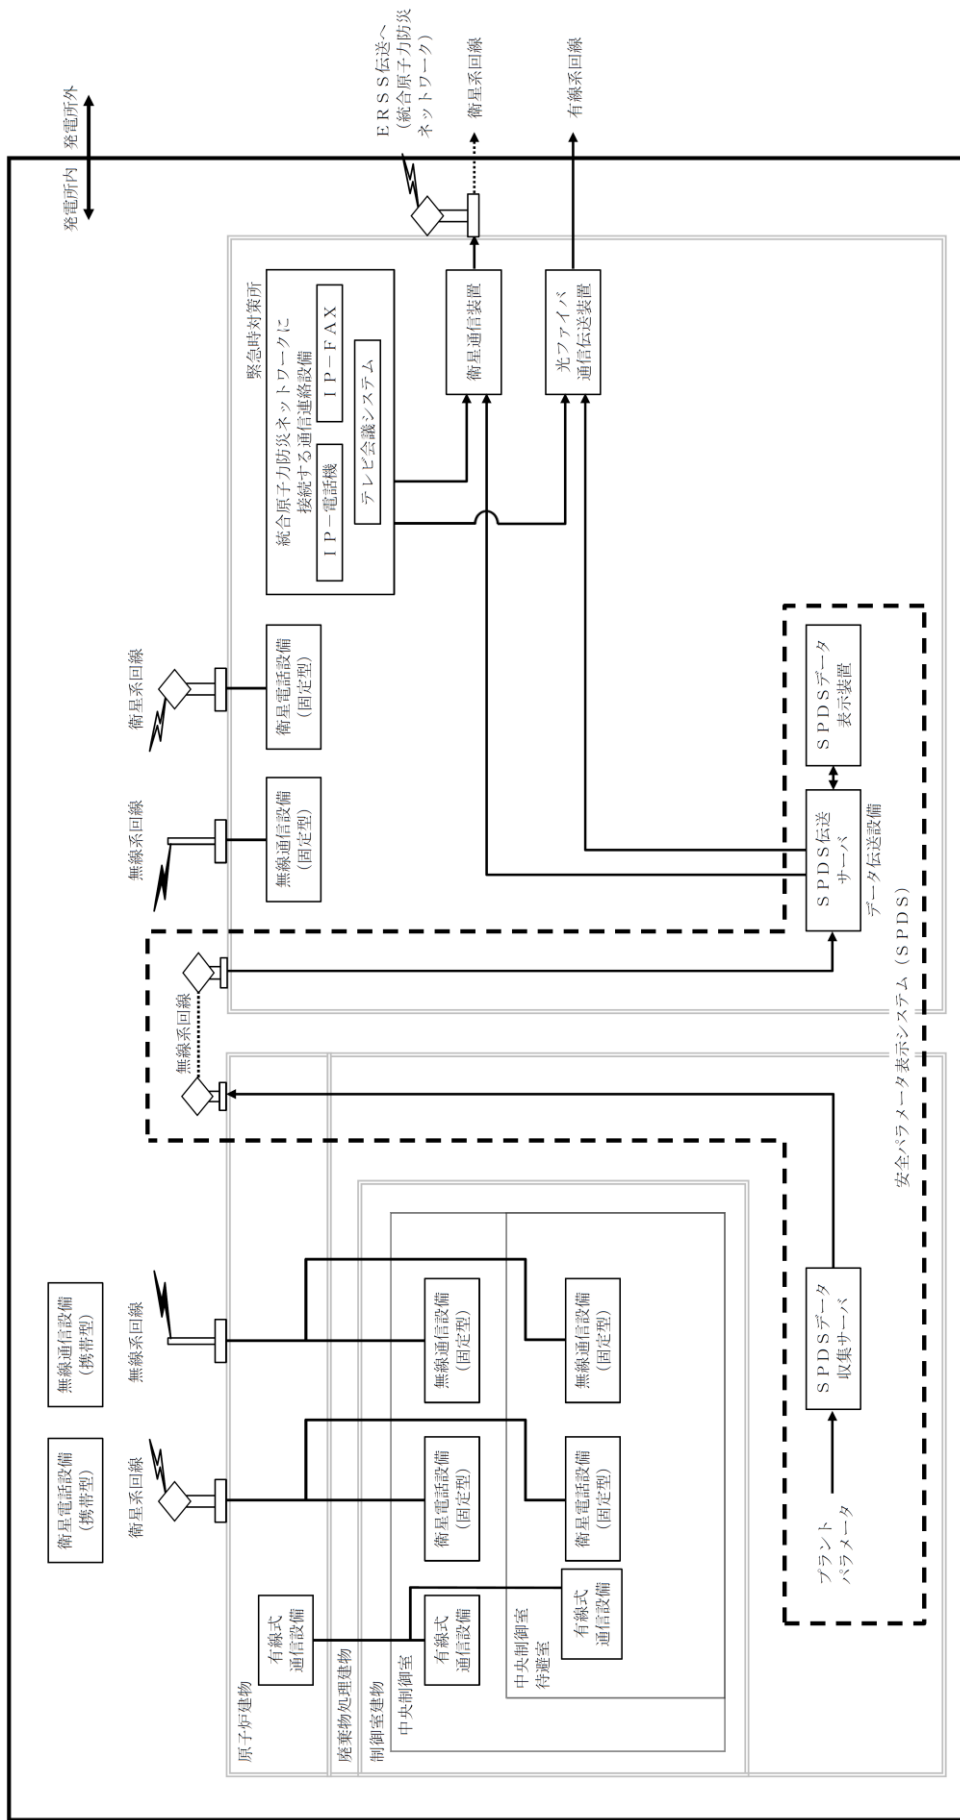 発電所内 発電所外
ＥＲＳＳ伝送へ
（統合原子力防災
ネットワーク）
衛星系回線
有線系回線
緊急時対策所
統合原子力防災ネットワークに
接続する通信連絡設備
ＩＰ－電話機
ＩＰ－ＦＡＸ
テレビ会議システム
衛星通信装置
光ファイバ
通信伝送装置
衛星系回線
衛星電話設備
（固定型）
無線系回線
無線通信設備
（固定型）
ＳＰＤＳデータ
表示装置
ＳＰＤＳ伝送
サーバ
データ伝送設備
安全パラメータ表示システム（ＳＰＤＳ）
無線系回線
無線通信設備
（携帯型）
無線系回線
衛星電話設備
（携帯型）
衛星系回線
無線通信設備
（固定型）
無線通信設備
（固定型）
衛星電話設備
（固定型）
衛星電話設備
（固定型）
有線式
通信設備
有線式
通信設備
有線式
通信設備
原子炉建物
廃棄物処理建物
制御室建物
中央制御室
中央制御室
待避室
ＳＰＤＳデータ
収集サーバ
プラント
パラメータ